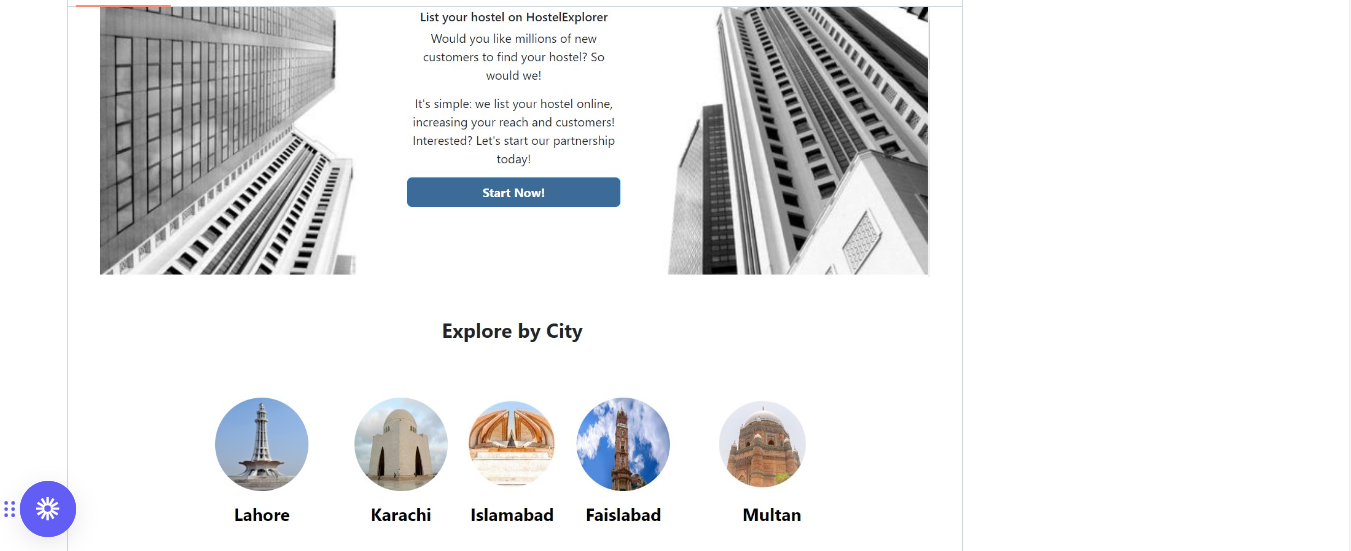 List your hostel on HostelExplorer
Would you like millions of new
customers to find your hostel? So
would we!
It's simple: we list your hostel online,
increasing your reach and customers!
Interested? Let's start our partnership
today!
Start Now!
Explore by City
Lahore
Karachi
Islamabad
Faislabad
Multan